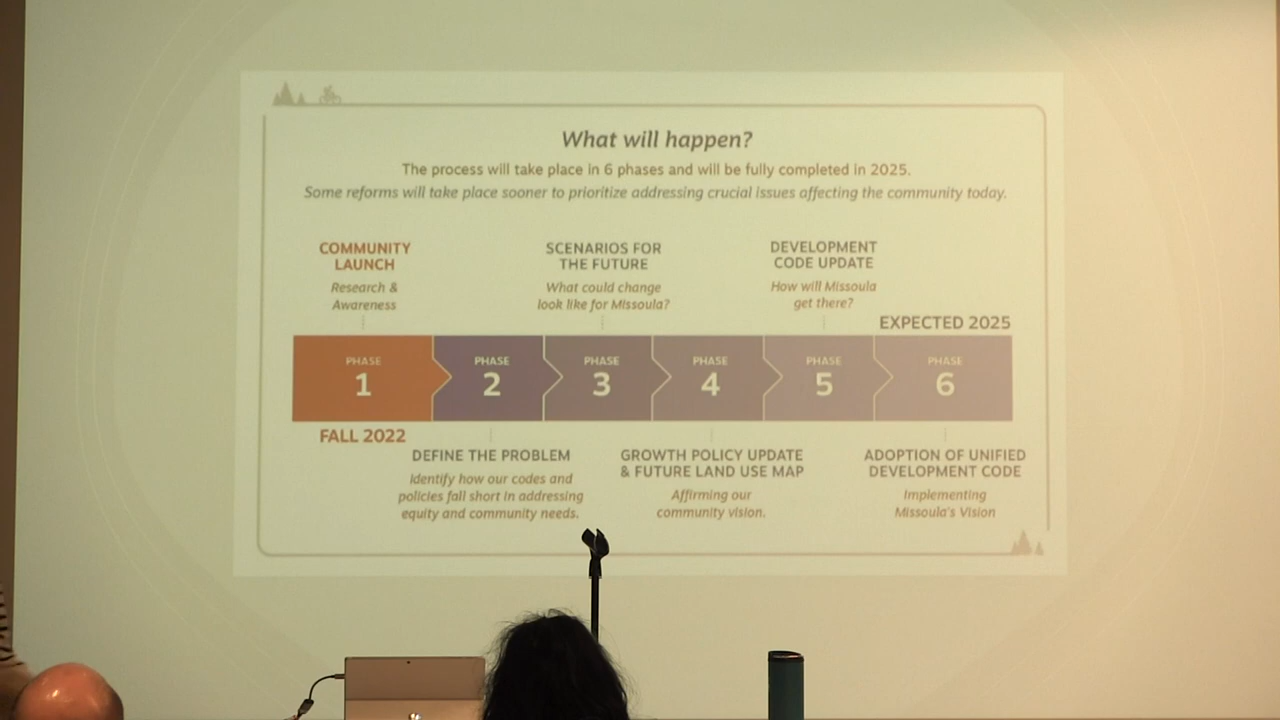 What will happen?
The process will take place in 6 phases and will be fully completed in 2025.
Some reforms will take place sooner to prioritize addressing crucial issues affecting the community today.
COMMUNITY
LAUNCH
Research &
Awareness
SCENARIOS FOR
THE FUTURE
What could change
look like for Missoula?
DEVELOPMENT
CODE UPDATE
How will Missoula
get there?
EXPECTED 2025
PHASE
1
PHASE
2
PHASE
3
PHASE
4
PHASE
5
PHASE
6
FALL 2022
DEFINE THE PROBLEM
Identify how our codes and
policies fall short in addressing
equity and community needs.
GROWTH POLICY UPDATE
& FUTURE LAND USE MAP
Affirming our
community vision.
ADOPTION OF UNIFIED
DEVELOPMENT CODE
Implementing
Missoula's Vision